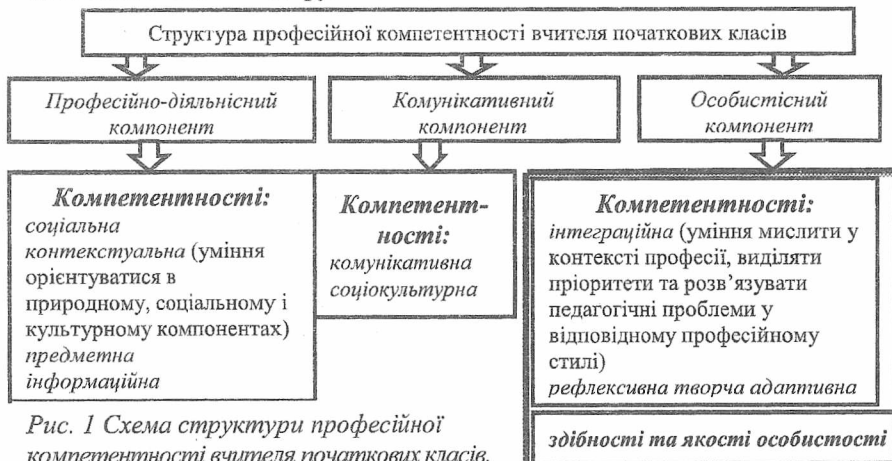 Структура професійної компетентності вчителя початкових класів
Професійно-діяльнісний
компонент
Комунікативний
компонент
Особистісний
компонент
Компетентності:
соціальна
контекстуальна (уміння
орієнтуватися в
природному, соціальному і
культурному компонентах)
предметна
інформаційна
Компетент-
ності:
комунікативна
соціокультурна
Компетентності:
інтеграційна (уміння мислити у
контексті професії, виділяти
пріоритети та розв’язувати
педагогічні проблеми у
відповідному професійному
стилі)
рефлексивна творча адаптивна
здібності та якості особистості
Рис. 1 Схема структури професійної
компетентності вчителя початкових класів.